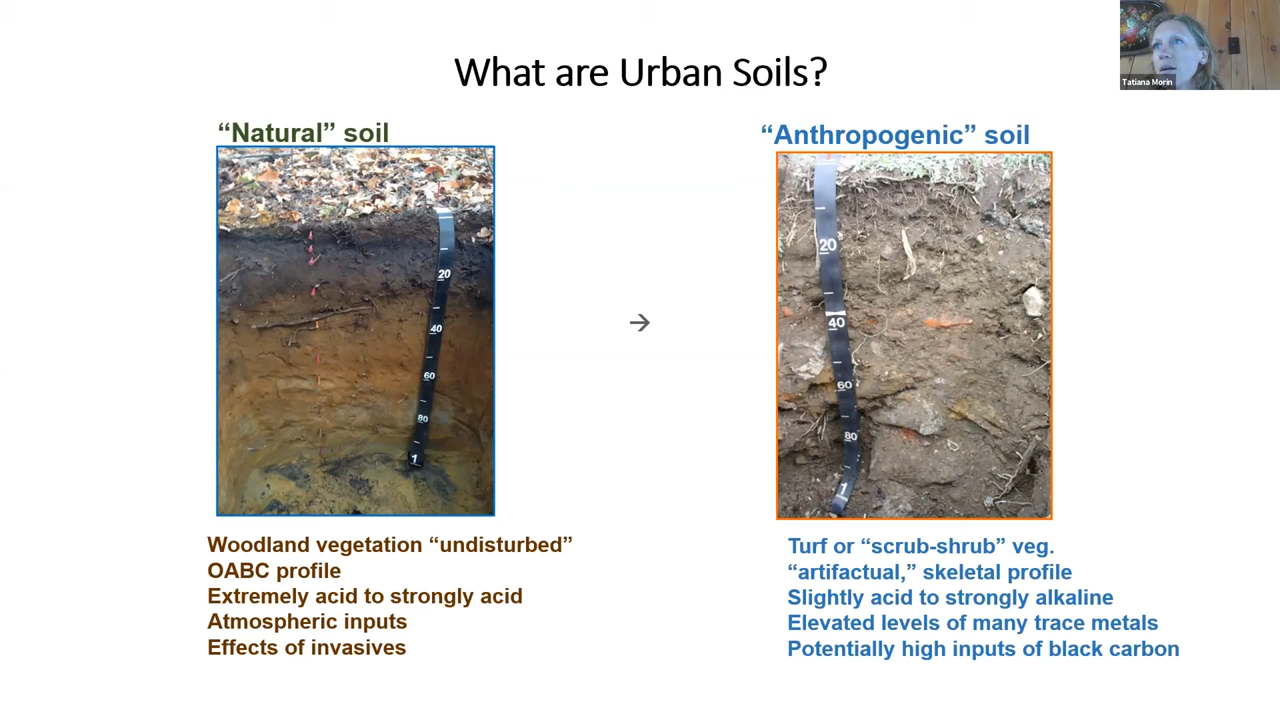 What are Urban Soils?
Tatiana Morin
“Natural” soil
20
40
60
80
1
Woodland vegetation “undisturbed”
OABC profile
Extremely acid to strongly acid
Atmospheric inputs
Effects of invasives
→
“Anthropogenic” soil
20
40
60
80
1
Turf or “scrub-shrub” veg.
“artifactual,” skeletal profile
Slightly acid to strongly alkaline
Elevated levels of many trace metals
Potentially high inputs of black carbon